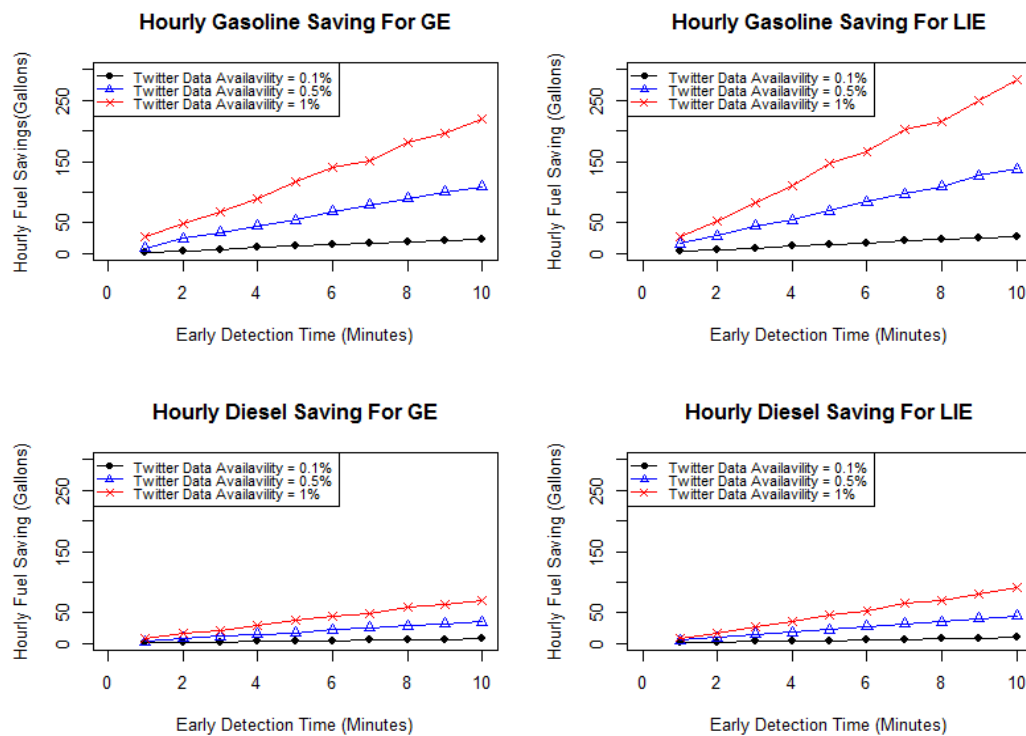 Hourly Gasoline Saving For GE
Hourly Fuel Savings(Gallons)
250
150
50
0
Twitter Data Availavility = 0.1%
Twitter Data Availavility = 0.5%
Twitter Data Availavility = 1%
0 2 4 6 8 10
Early Detection Time (Minutes)
Hourly Gasoline Saving For LIE
Hourly Fuel Saving (Gallons)
250
150
50
0
Twitter Data Availavility = 0.1%
Twitter Data Availavility = 0.5%
Twitter Data Availavility = 1%
0 2 4 6 8 10
Early Detection Time (Minutes)
Hourly Diesel Saving For GE
Hourly Fuel Saving (Gallons)
250
150
50
0
Twitter Data Availavility = 0.1%
Twitter Data Availavility = 0.5%
Twitter Data Availavility = 1%
0 2 4 6 8 10
Early Detection Time (Minutes)
Hourly Diesel Saving For LIE
Hourly Fuel Saving (Gallons)
250
150
50
0
Twitter Data Availavility = 0.1%
Twitter Data Availavility = 0.5%
Twitter Data Availavility = 1%
0 2 4 6 8 10
Early Detection Time (Minutes)